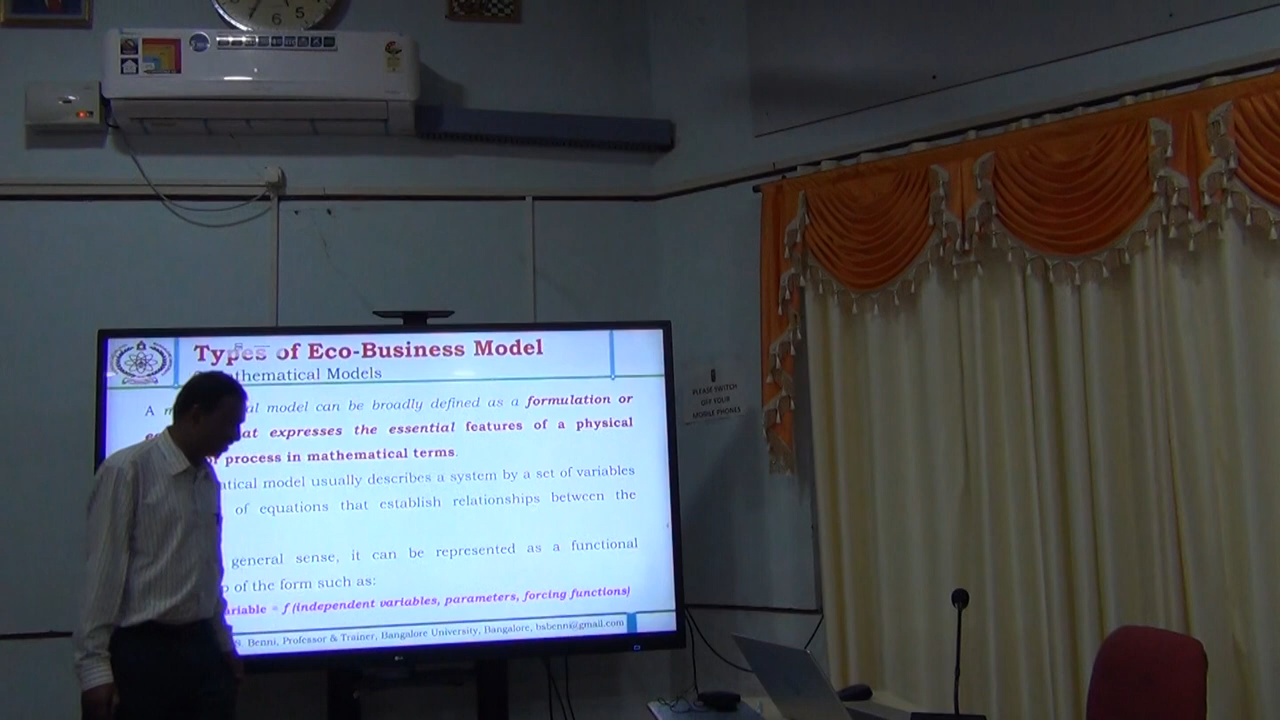 6 5
Types of Eco-Business Model
thematical Models
A al model can be broadly defined as a formulation or
at expresses the essential features of a physical
or process in mathematical terms.
atical model usually describes a system by a set of variables
of equations that establish relationships between the
general sense, it can be represented as a functional
p of the form such as:
ariable = f (independent variables, parameters, forcing functions)
N. Benni, Professor & Trainer, Bangalore University, Bangalore, bsbenni@gmail.com
LG
PLEASE SWITCH
OFF YOUR
MOBILE PHONES